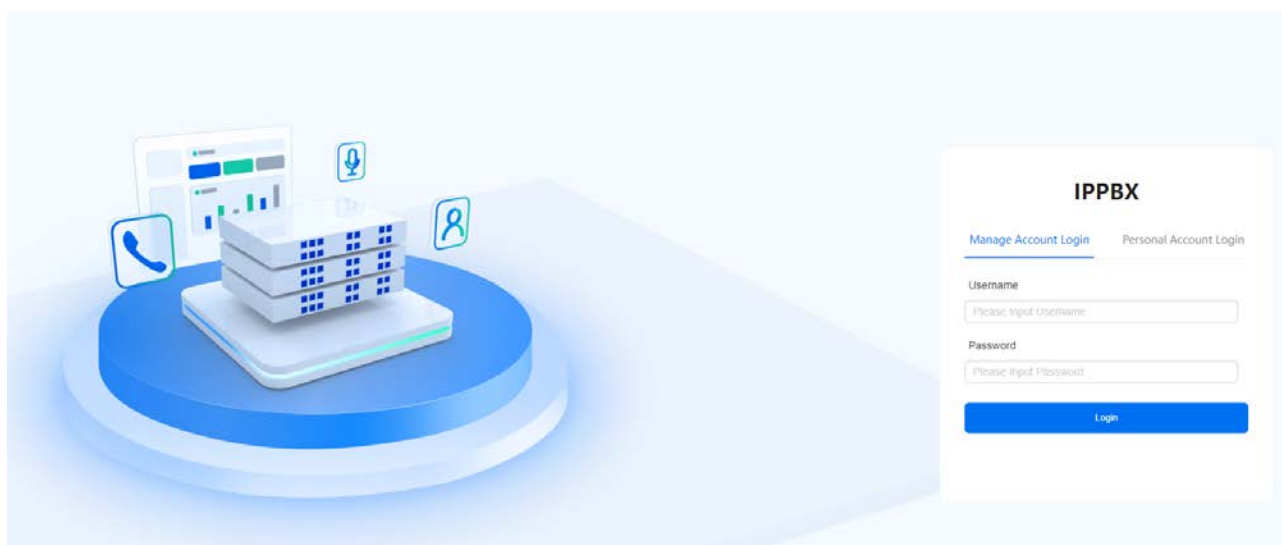 IPPBX
Manage Account Login Personal Account Login
Username
Please Input Username
Password
Please Input Password
Login